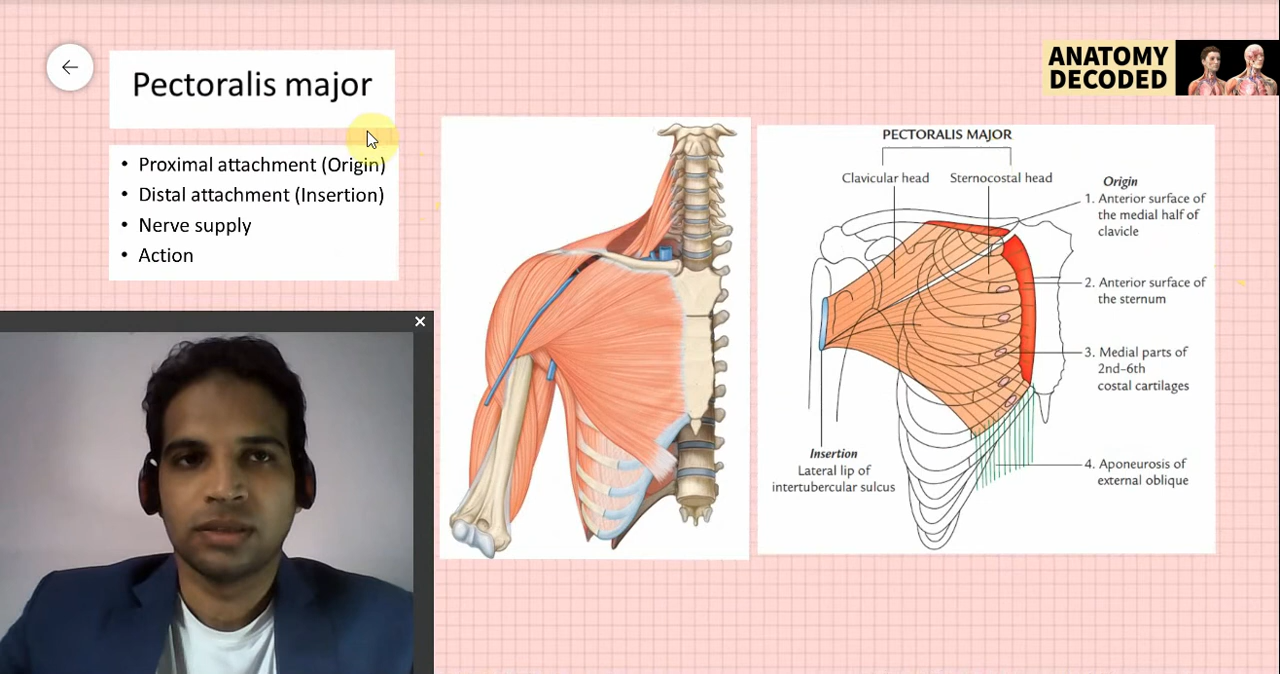 Pectoralis major
• Proximal attachment (Origin)
• Distal attachment (Insertion)
• Nerve supply
• Action
ANATOMY
DECODED
PECTORALIS MAJOR
Clavicular head
Sternocostal head
Origin
1. Anterior surface of
the medial half of
clavicle
2. Anterior surface of
the sternum
3. Medial parts of
2nd–6th
costal cartilages
4. Aponeurosis of
external oblique
Insertion
Lateral lip of
intertubercular sulcus